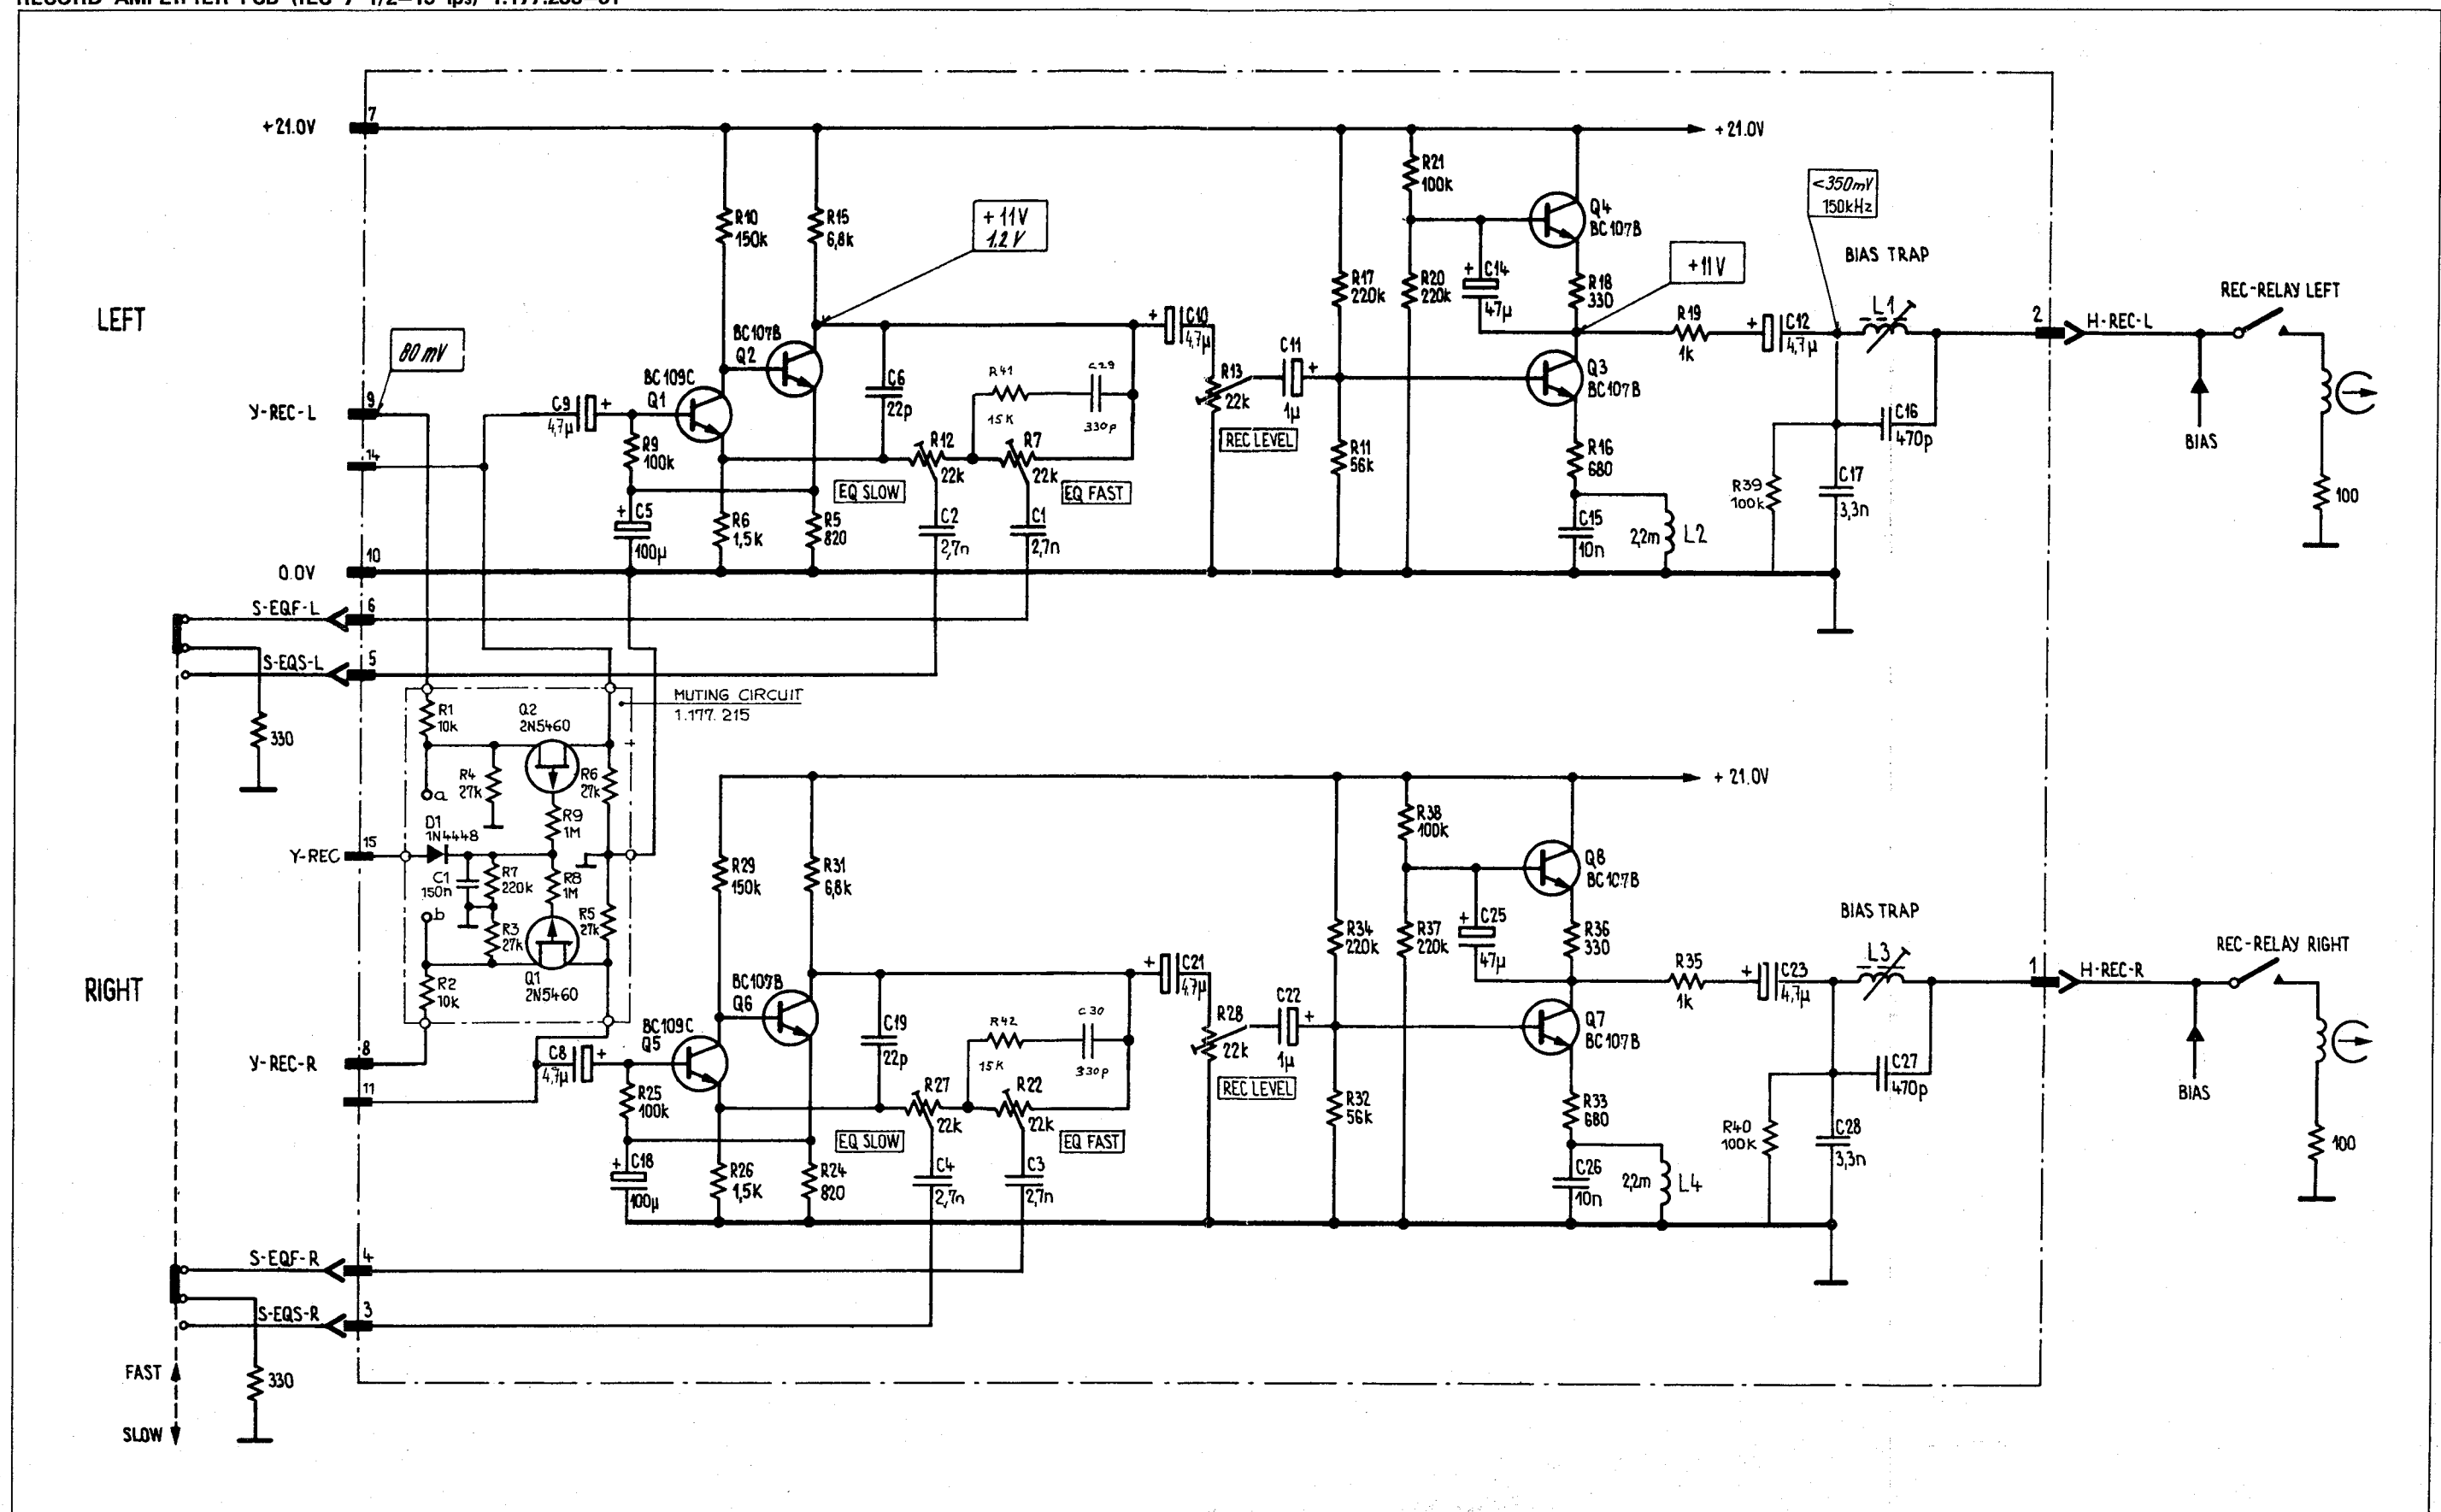 +21.0V
7
+21.0V
R10
150k
R15
6,8k
+11V
1.2V
R21
100k
Q4
BC107B
<350mV
150kHz
BIAS TRAP
+11V
LEFT
R17
220k
R20
220k
C14
47µ
R18
330
L1
REC-RELAY LEFT
80 mV
BC107B
Q2
C10
4,7µ
R19
1k
C12
4,7µ
2
H-REC-L
Y-REC-L
9
BC109C
Q1
C9
4,7µ
C6
22p
R41
15K
C29
330p
R13
22k
C11
1µ
REC LEVEL
Q3
BC107B
C16
470p
BIAS
14
R9
100k
R12
22k
R7
22k
EQ SLOW
EQ FAST
R11
56k
R16
680
R39
100k
C17
3,3n
100
C5
100µ
R6
1,5K
R5
820
C2
2,7n
C1
2,7n
C15
10n
2,2m
L2
0.0V
10
S-EQF-L
6
S-EQS-L
5
330
MUTING CIRCUIT
1.177.215
R1
10k
Q2
2N5460
R4
27k
R6
27k
a
R9
1M
+21.0V
D1
1N4448
Y-REC
15
C1
150n
R7
220k
R8
1M
b
R3
27k
R5
27k
Q1
2N5460
R2
10k
RIGHT
R29
150k
R31
6,8k
R38
100k
Q8
BC107B
BIAS TRAP
R34
220k
R37
220k
C25
47µ
R36
330
L3
REC-RELAY RIGHT
BC107B
Q6
C21
4,7µ
R35
1k
C23
4,7µ
1
H-REC-R
Y-REC-R
8
BC109C
Q5
C8
4,7µ
C19
22p
R42
15K
C30
330p
R28
22k
C22
1µ
REC LEVEL
Q7
BC107B
C27
470p
BIAS
11
R25
100k
R27
22k
R22
22k
EQ SLOW
EQ FAST
R32
56k
R33
680
R40
100K
C28
3,3n
100
C18
100µ
R26
1,5K
R24
820
C4
2,7n
C3
2,7n
C26
10n
2,2m
L4
S-EQF-R
4
S-EQS-R
3
FAST
330
SLOW